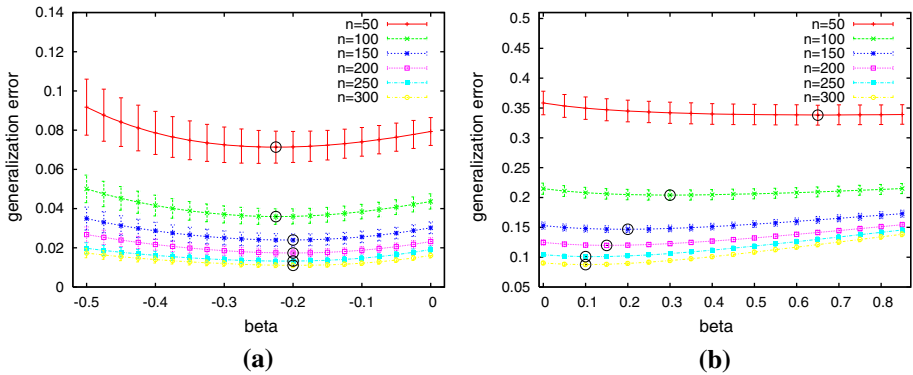 generalization error
0.14
0.12
0.1
0.08
0.06
0.04
0.02
0
-0.5 -0.4 -0.3 -0.2 -0.1 0
beta
n=50
n=100
n=150
n=200
n=250
n=300
(a)
generalization error
0.5
0.45
0.4
0.35
0.3
0.25
0.2
0.15
0.1
0.05
0 0.1 0.2 0.3 0.4 0.5 0.6 0.7 0.8
beta
n=50
n=100
n=150
n=200
n=250
n=300
(b)